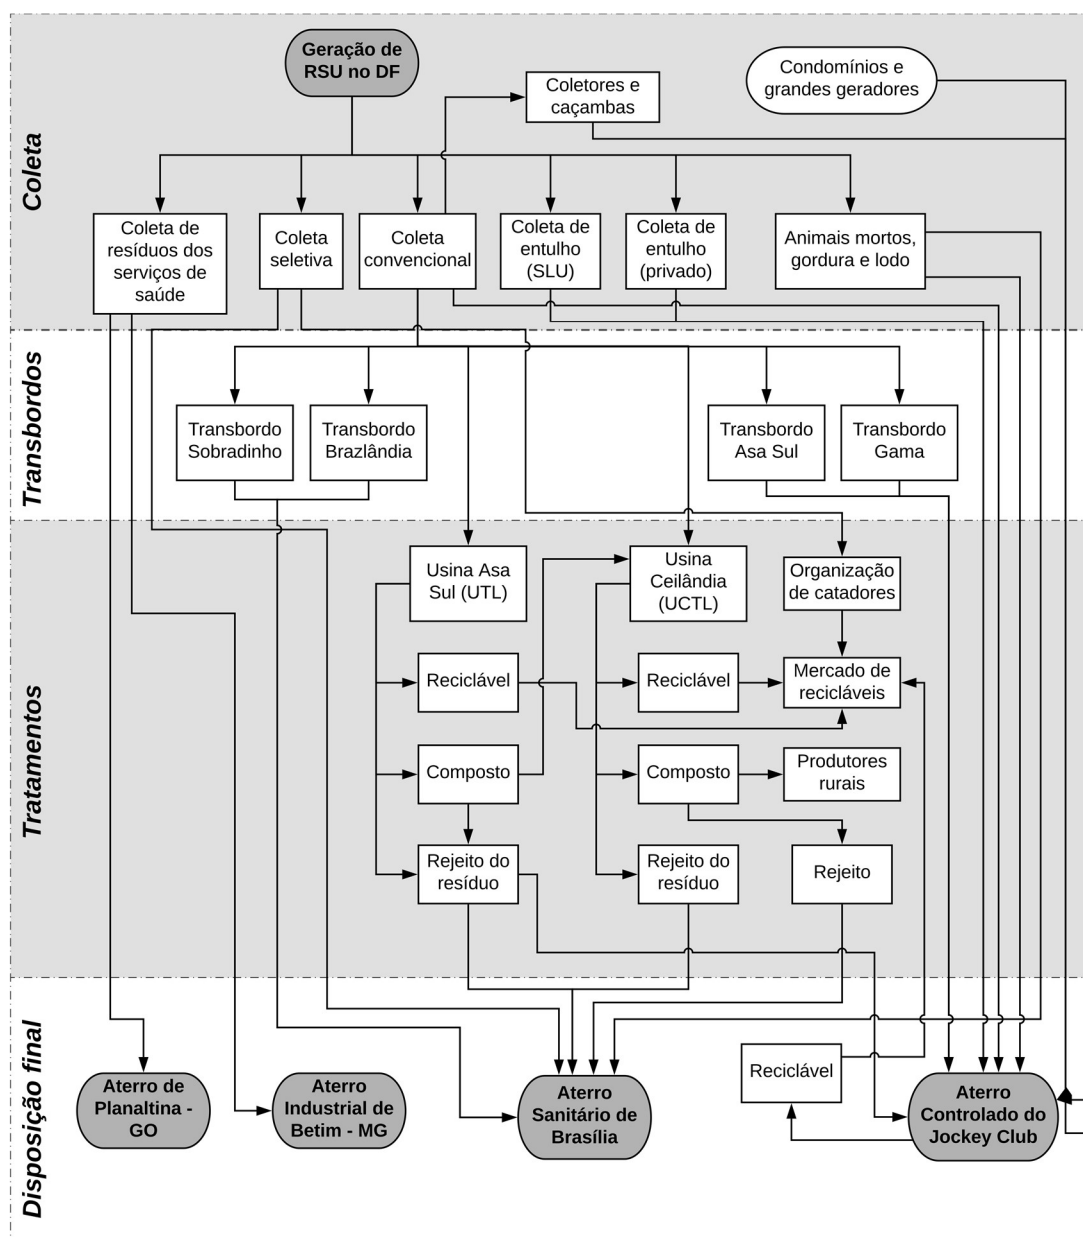 Coleta
Geração de
RSU no DF
Coletores e
caçambas
Condomínios e
grandes geradores
Coleta de
resíduos dos
serviços de
saúde
Coleta
seletiva
Coleta
convencional
Coleta de
entulho
(SLU)
Coleta de
entulho
(privado)
Animais mortos,
gordura e lodo
Transbordos
Transbordo
Sobradinho
Transbordo
Brazlândia
Transbordo
Asa Sul
Transbordo
Gama
Tratamentos
Usina Asa
Sul (UTL)
Usina
Ceilândia
(UCTL)
Organização
de catadores
Reciclável
Reciclável
Mercado de
recicláveis
Composto
Composto
Produtores
rurais
Rejeito do
resíduo
Rejeito do
resíduo
Rejeito
Disposição final
Aterro de
Planaltina -
GO
Aterro
Industrial de
Betim - MG
Aterro
Sanitário de
Brasília
Reciclável
Aterro
Controlado do
Jockey Club